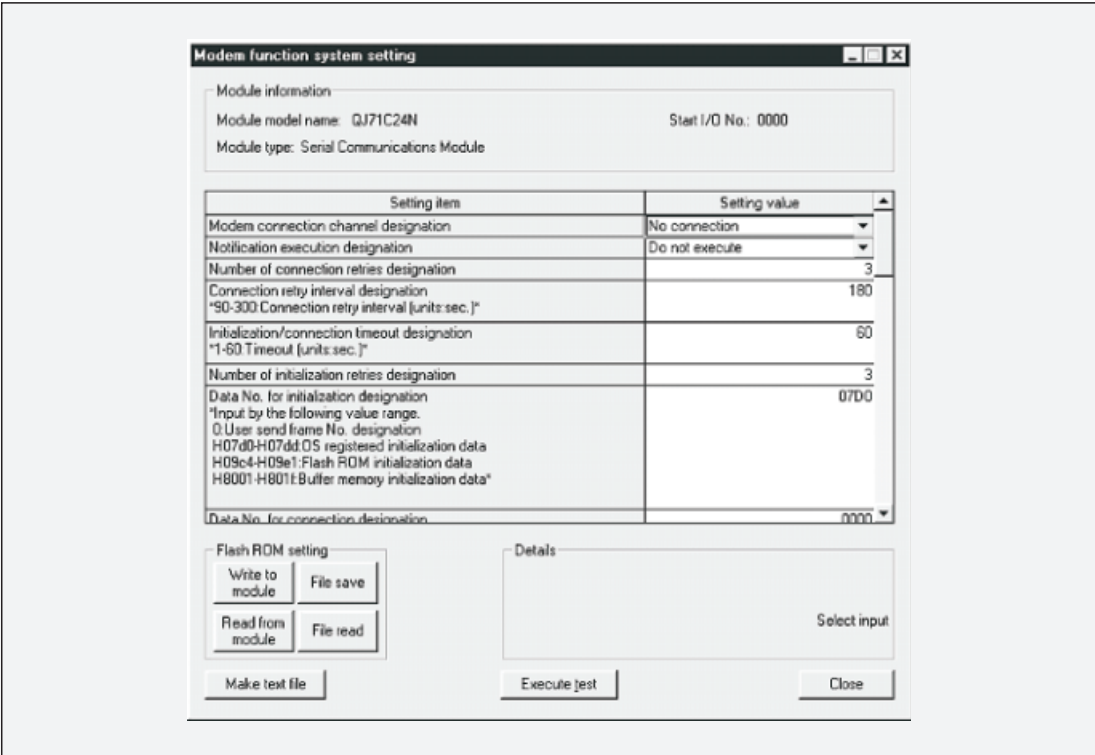 Modem function system setting
Module information
Module model name: QJ71C24N Start I/O No.: 0000
Module type: Serial Communications Module
Setting item Setting value
Modem connection channel designation No connection
Notification execution designation Do not execute
Number of connection retries designation 3
Connection retry interval designation 180
"90-300:Connection retry interval (units:sec.)"
Initialization/connection timeout designation 60
"1-60:Timeout (units:sec.)"
Number of initialization retries designation 3
Data No. for initialization designation 07D0
"Input by the following value range.
0:User send frame No. designation
H07d0-H07dd:OS registered initialization data
H09c4-H09e1:Flash ROM initialization data
H8001-H801f:Buffer memory initialization data"
Data No. for connection designation 0000
Flash ROM setting Details
Write to module File save
Read from module File read
Select input
Make text file Execute test Close